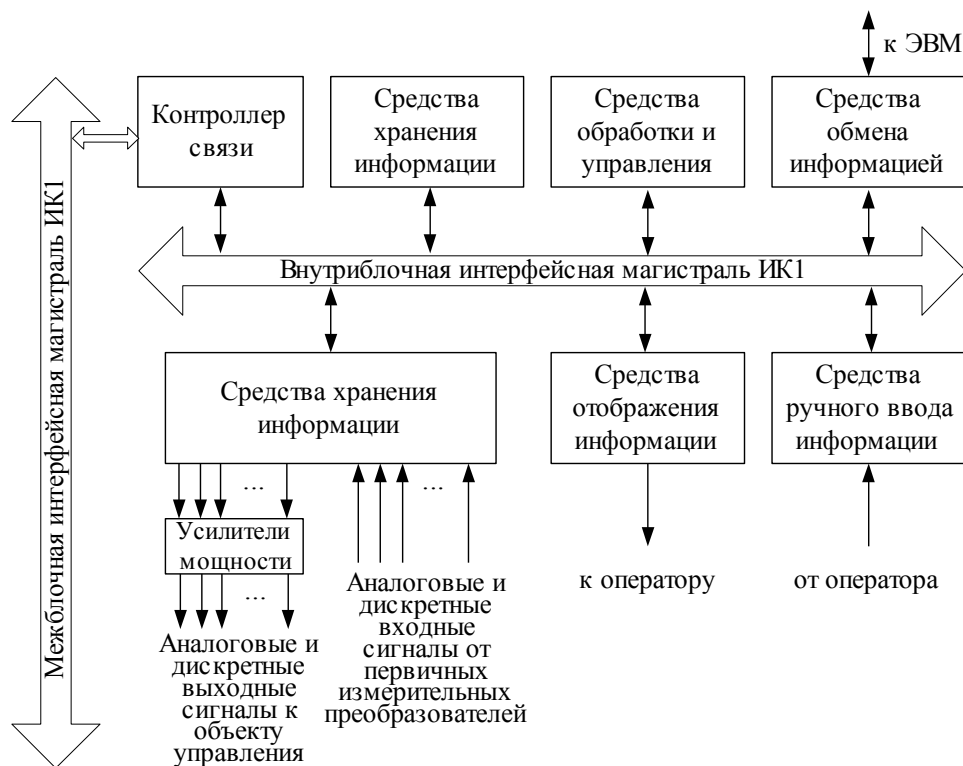 к ЭВМ
Контроллер
связи
Средства
хранения
информации
Средства
обработки и
управления
Средства
обмена
информацией
Межблочная интерфейсная магистраль ИК1
Внутриблочная интерфейсная магистраль ИК1
Средства хранения
информации
Средства
отображения
информации
Средства
ручного ввода
информации
...
...
Усилители
мощности
...
к оператору
от оператора
Аналоговые и
дискретные
выходные
сигналы к
объекту
управления
Аналоговые и
дискретные
входные
сигналы от
первичных
измерительных
преобразователей